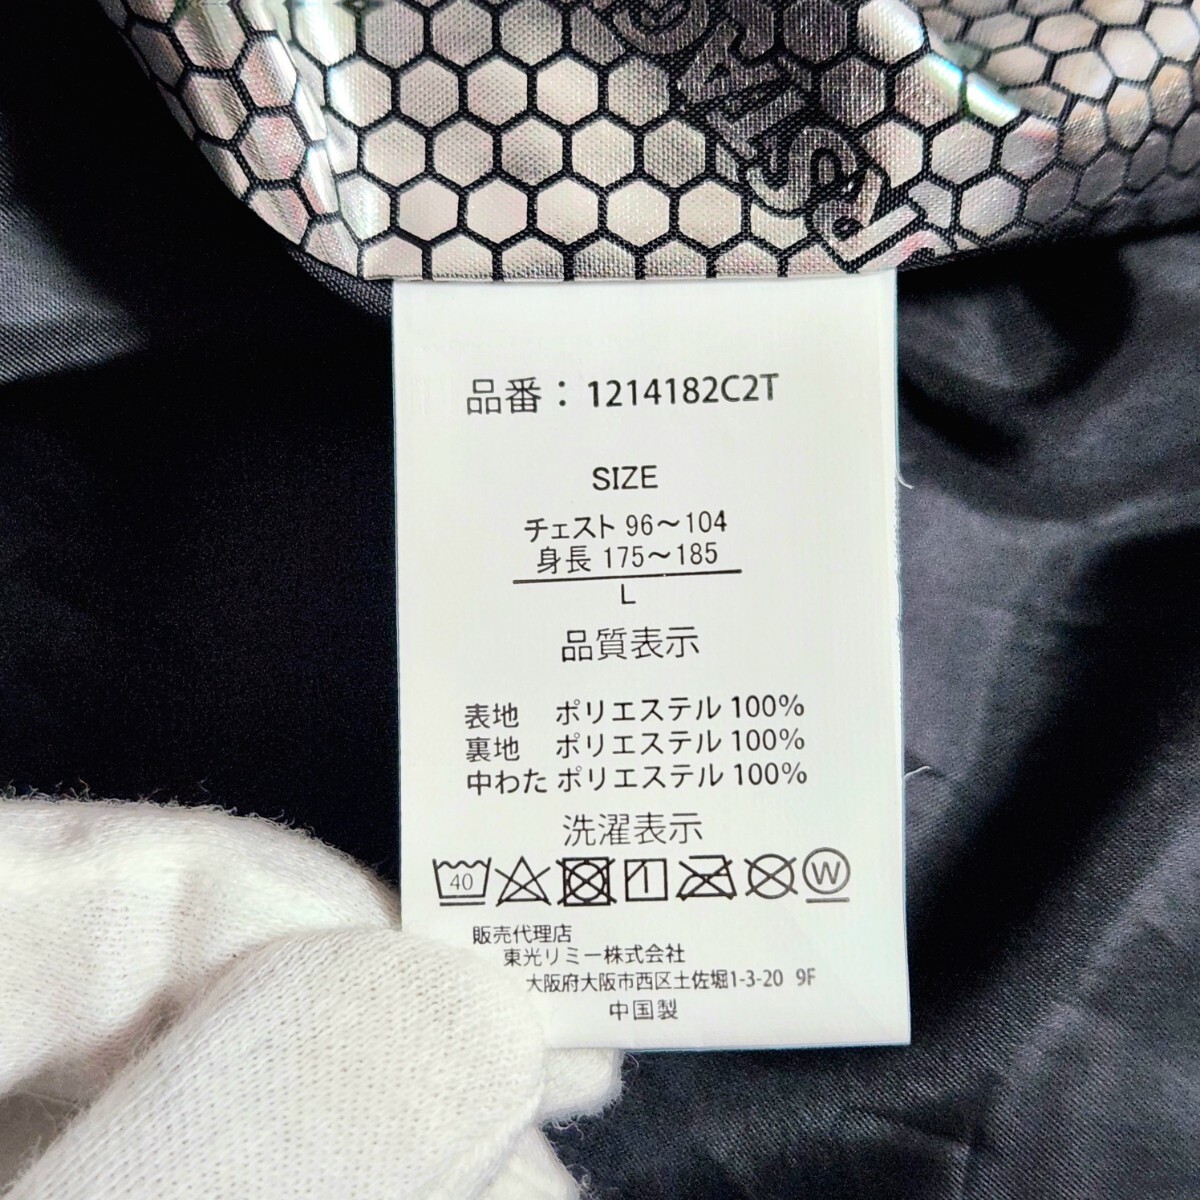 品番：1214182C2T
SIZE
チェスト 96～104
身長 175～185
L
品質表示
表地 ポリエステル 100%
裏地 ポリエステル 100%
中わた ポリエステル 100%
洗濯表示
40 W
販売代理店
東光リミー株式会社
大阪府大阪市西区土佐堀1-3-20 9F
中国製